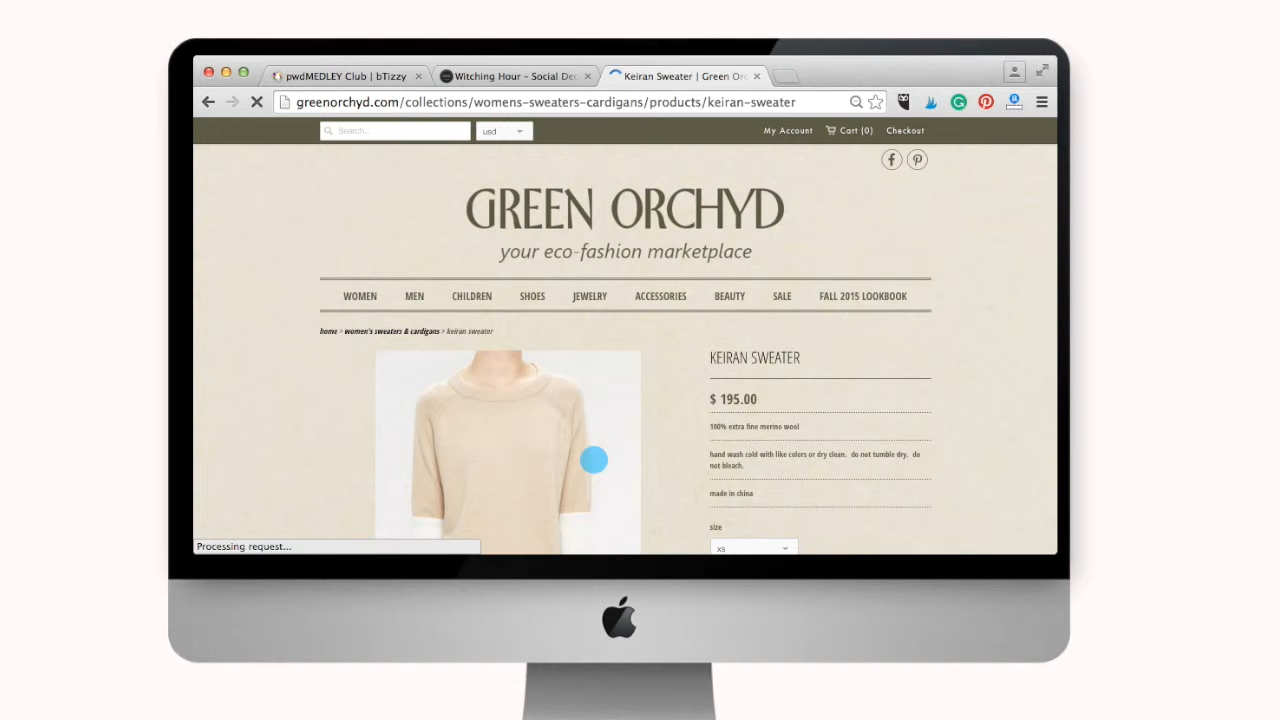 pwdMEDLEY Club | bTizzy
Witching Hour - Social Dec
Keiran Sweater | Green Or
greenorchyd.com/collections/womens-sweaters-cardigans/products/keiran-sweater
Search...
usd
My Account
Cart (0)
Checkout
GREEN ORCHYD
your eco-fashion marketplace
WOMEN MEN CHILDREN SHOES JEWELRY ACCESSORIES BEAUTY SALE FALL 2015 LOOKBOOK
home > women's sweaters & cardigans > keiran sweater
KEIRAN SWEATER
$ 195.00
100% extra fine merino wool
hand wash cold with like colors or dry clean. do not tumble dry. do
not bleach.
made in china
size
xs
Processing request...